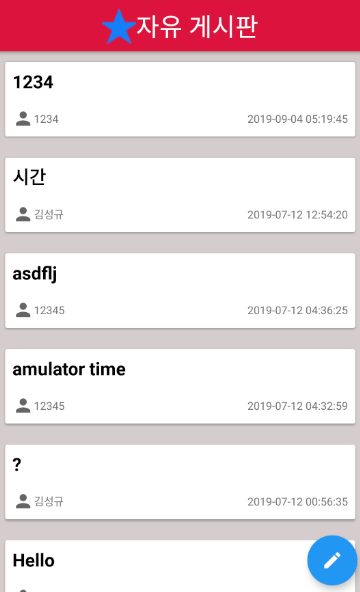 자유 게시판
1234
1234 2019-09-04 05:19:45
시간
김성규 2019-07-12 12:54:20
asdflj
12345 2019-07-12 04:36:25
amulator time
12345 2019-07-12 04:32:59
?
김성규 2019-07-12 00:56:35
Hello